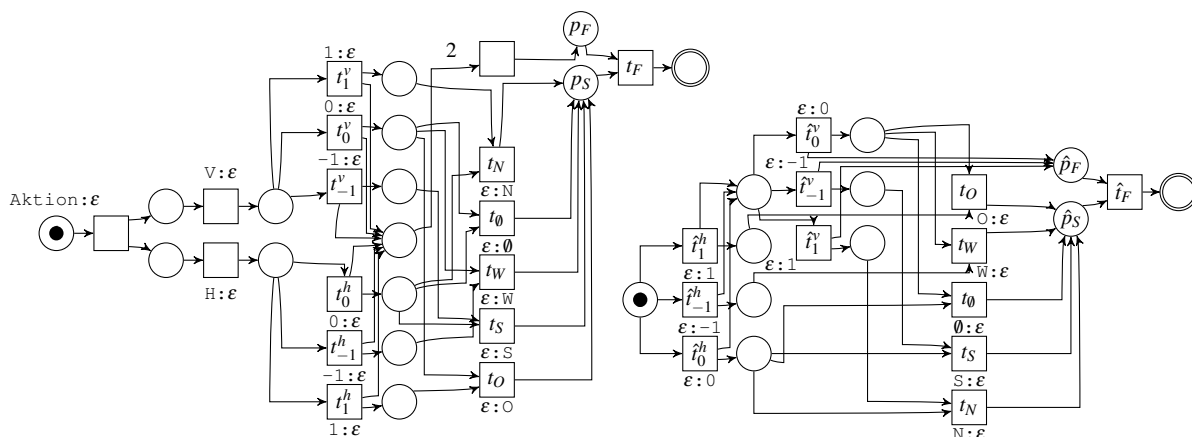 Aktion:ε
V:ε
H:ε
1:ε
t₁ᵛ
0:ε
t₀ᵛ
-1:ε
t₋₁ᵛ
t₀ʰ
0:ε
t₋₁ʰ
-1:ε
t₁ʰ
1:ε
2
t_N
ε:N
t_∅
ε:∅
t_W
ε:W
t_S
ε:S
t_O
ε:O
p_F
p_S
t_F
ε:0
t̂₀ᵛ
ε:-1
t̂₋₁ᵛ
t̂₁ᵛ
ε:1
t̂₁ʰ
ε:1
t̂₋₁ʰ
ε:-1
t̂₀ʰ
ε:0
t_O
O:ε
t_W
W:ε
t_∅
∅:ε
t_S
S:ε
t_N
N:ε
p̂_F
p̂_S
t̂_F